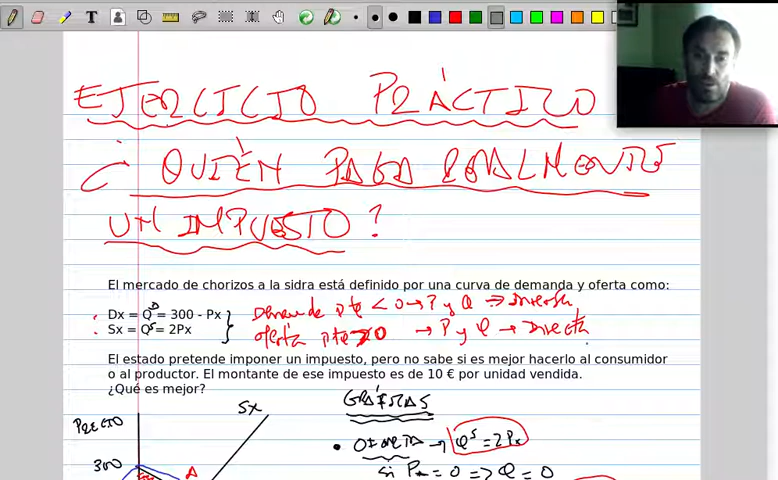 EJERCICIO PRÁCTICO
¿QUIÉN PAGA REALMENTE
UN IMPUESTO?
El mercado de chorizos a la sidra está definido por una curva de demanda y oferta como:
Dx = Q^D = 300 - Px
Demanda pte < 0 → P y Q ⇒ inversa
Sx = Q^S = 2Px
oferta pte > 0 → P y Q → Directa
El estado pretende imponer un impuesto, pero no sabe si es mejor hacerlo al consumidor
o al productor. El montante de ese impuesto es de 10 € por unidad vendida.
¿Qué es mejor?
GRÁFICAS
SX
PRECIO
• OFERTA → Q^S = 2Px
300
A
si Px = 0 => Q = 0